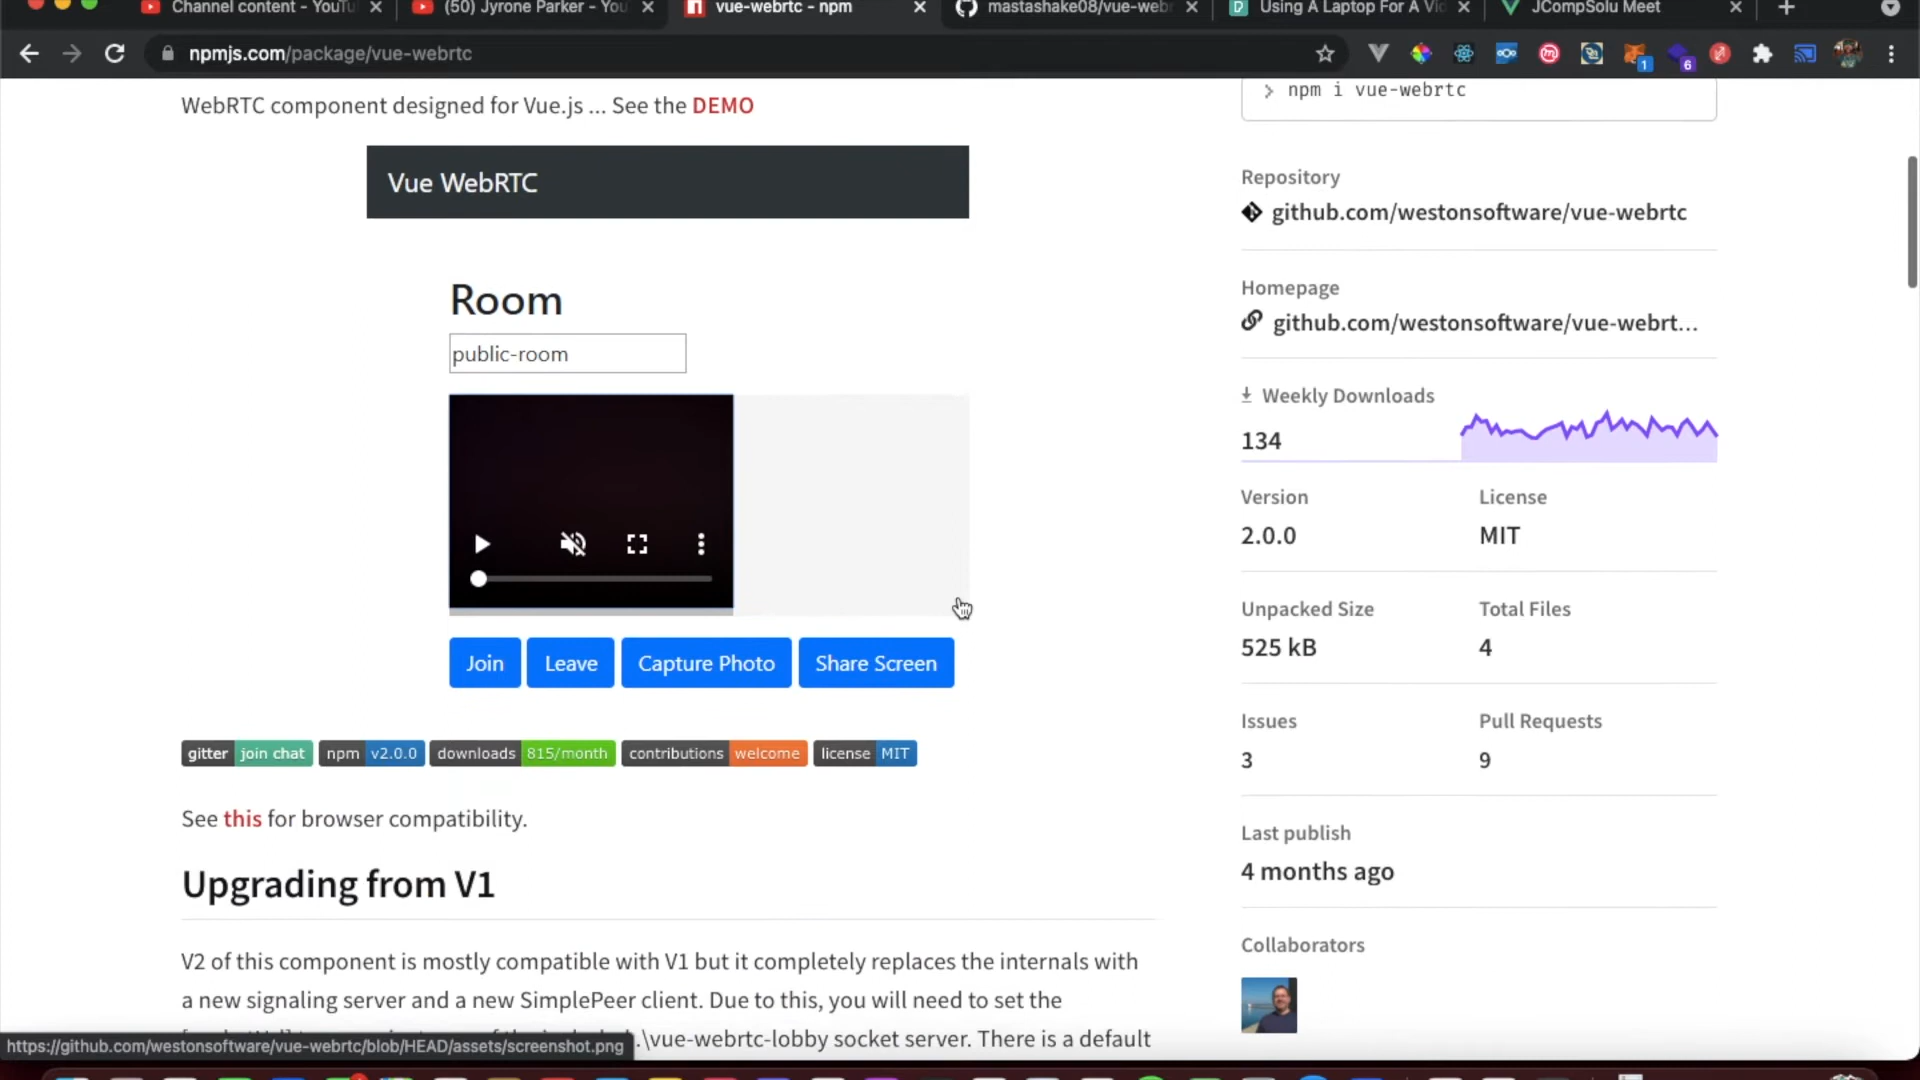 Channel content - YouTu
(50) Jyrone Parker - You
vue-webrtc - npm
mastashake08/vue-webr
Using A Laptop For A Vid
JCompSolu Meet
npmjs.com/package/vue-webrtc
1
6
WebRTC component designed for Vue.js ... See the DEMO
Vue WebRTC
Room
public-room
Join
Leave
Capture Photo
Share Screen
gitter join chat
npm v2.0.0
downloads 815/month
contributions welcome
license MIT
See this for browser compatibility.
Upgrading from V1
V2 of this component is mostly compatible with V1 but it completely replaces the internals with
a new signaling server and a new SimplePeer client. Due to this, you will need to set the
.\vue-webrtc-lobby socket server. There is a default
https://github.com/westonsoftware/vue-webrtc/blob/HEAD/assets/screenshot.png
> npm i vue-webrtc
Repository
github.com/westonsoftware/vue-webrtc
Homepage
github.com/westonsoftware/vue-webrt...
Weekly Downloads
134
Version
2.0.0
License
MIT
Unpacked Size
525 kB
Total Files
4
Issues
3
Pull Requests
9
Last publish
4 months ago
Collaborators